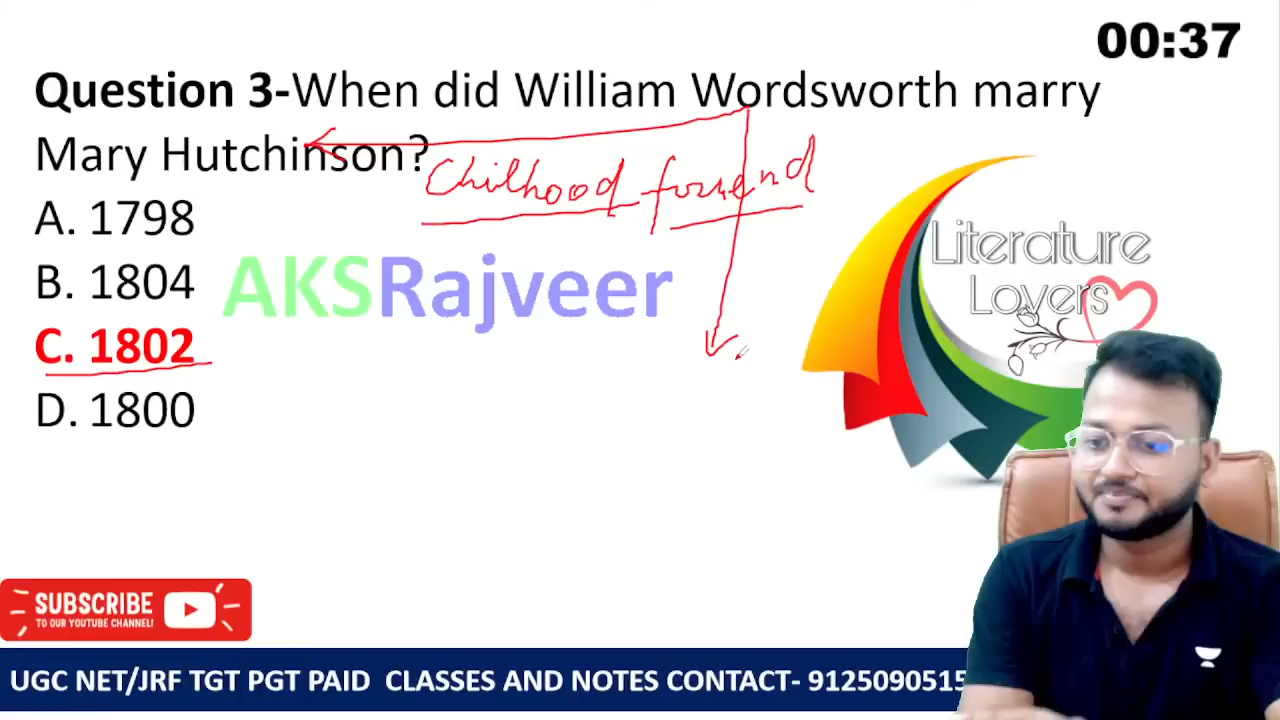 00:37
Question 3-When did William Wordsworth marry
Mary Hutchinson?
Chilhood friend
A. 1798
B. 1804
C. 1802
D. 1800
AKSRajveer
Literature
Lovers
SUBSCRIBE
TO OUR YOUTUBE CHANNEL!
UGC NET/JRF TGT PGT PAID CLASSES AND NOTES CONTACT- 9125090515